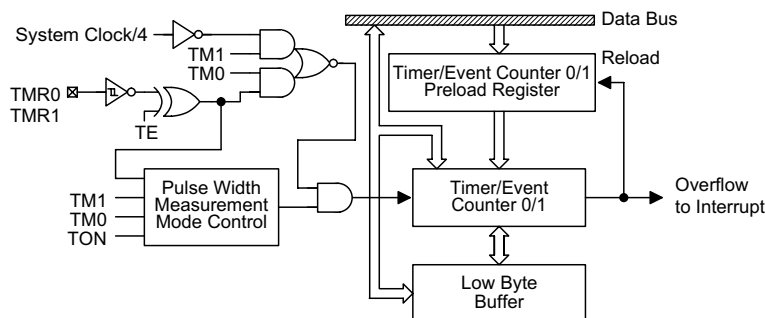 Data Bus
System Clock/4
TM1
TM0
TMR0
TMR1
TE
Timer/Event Counter 0/1
Preload Register
Reload
TM1
TM0
TON
Pulse Width
Measurement
Mode Control
Timer/Event
Counter 0/1
Overflow
to Interrupt
Low Byte
Buffer